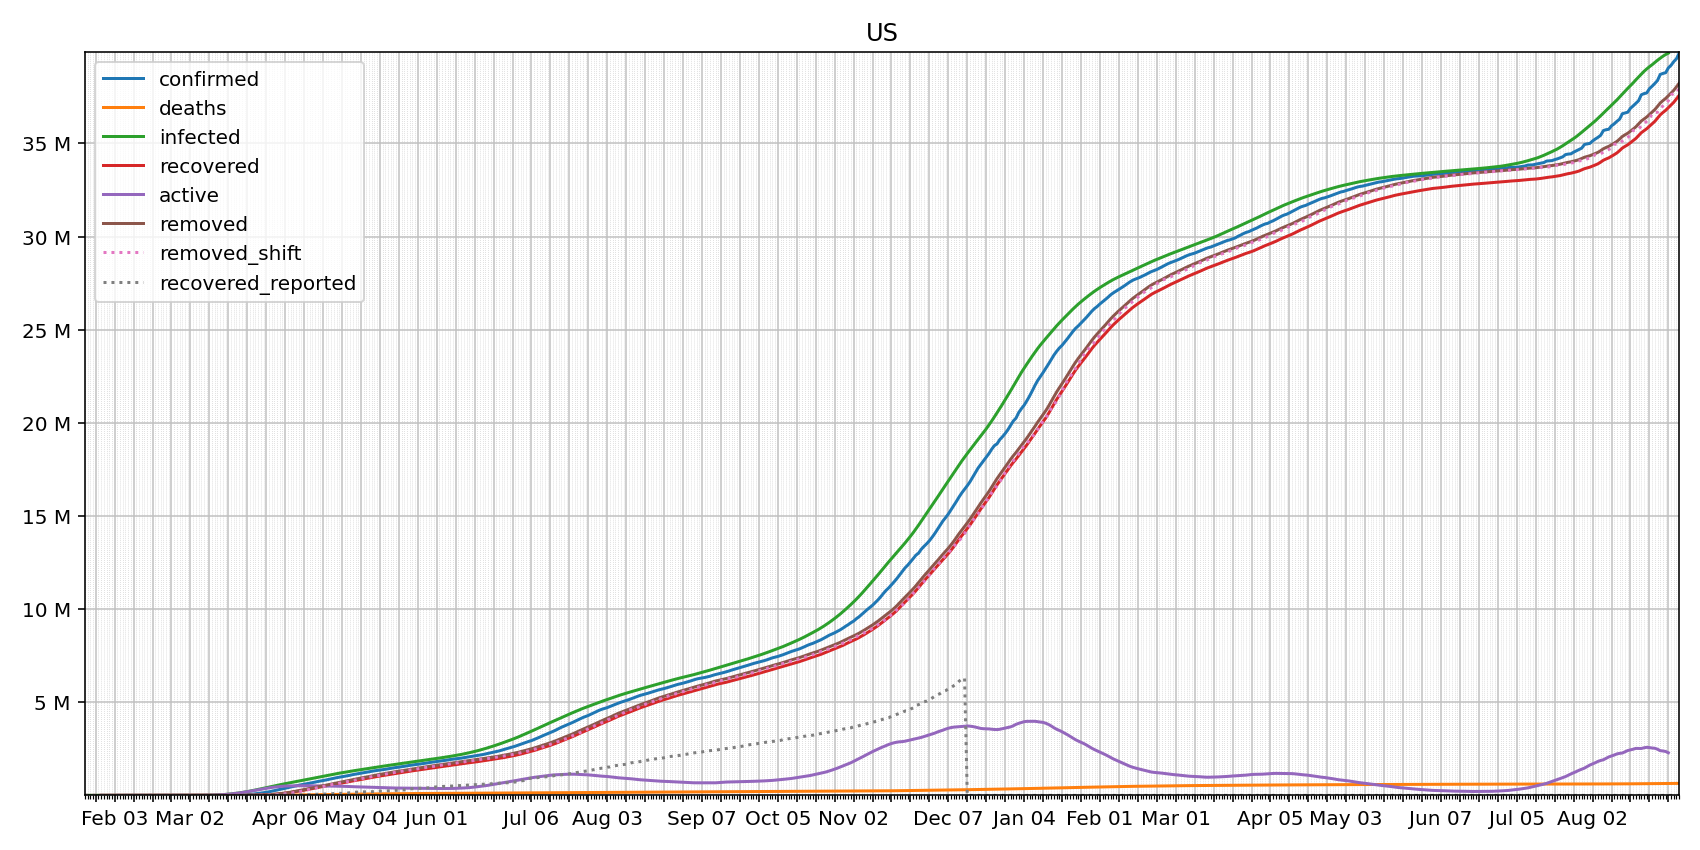 US
confirmed
deaths
infected
recovered
active
removed
removed_shift
recovered_reported
35 M
30 M
25 M
20 M
15 M
10 M
5 M
Feb 03 Mar 02 Apr 06 May 04 Jun 01 Jul 06 Aug 03 Sep 07 Oct 05 Nov 02 Dec 07 Jan 04 Feb 01 Mar 01 Apr 05 May 03 Jun 07 Jul 05 Aug 02